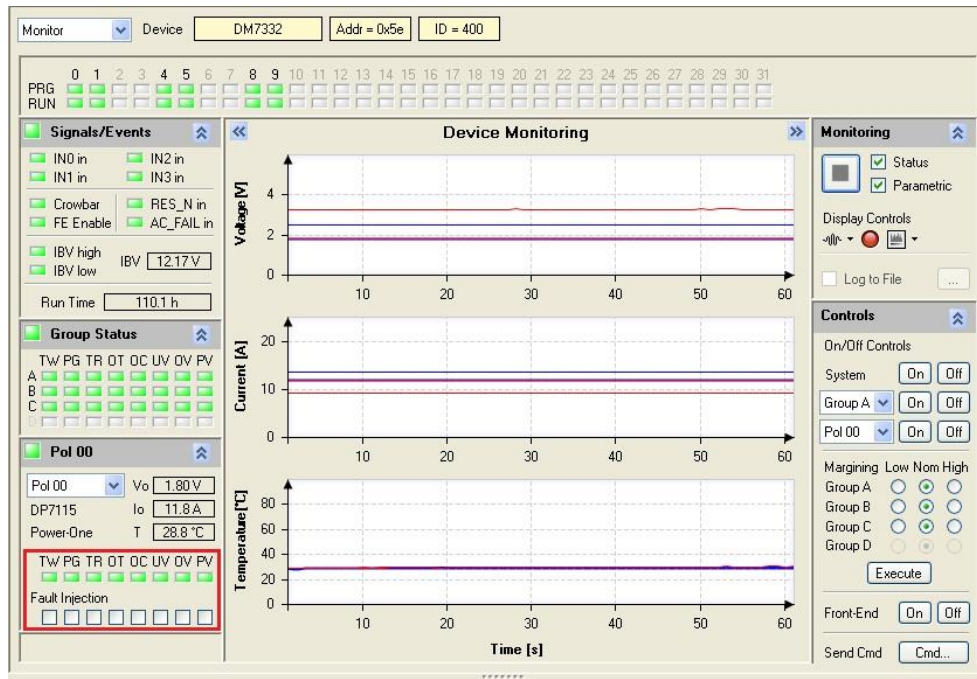 Monitor Device DM7332 Addr = 0x5e ID = 400
0 1 2 3 4 5 6 7 8 9 10 11 12 13 14 15 16 17 18 19 20 21 22 23 24 25 26 27 28 29 30 31
PRG
RUN
Signals/Events
IN0 in IN2 in
IN1 in IN3 in
Crowbar RES_N in
FE Enable AC_FAIL in
IBV high
IBV low
IBV 12.17 V
Run Time 110.1 h
Group Status
TW PG TR OT OC UV OV PV
A
B
C
D
Pol 00
Pol 00 Vo 1.80 V
DP7115 Io 11.8 A
Power-One T 28.8 °C
TW PG TR OT OC UV OV PV
Fault Injection
Device Monitoring
Voltage [V]
4
2
0
10 20 30 40 50 60
Current [A]
20
10
0
10 20 30 40 50 60
Temperature [°C]
80
60
40
20
0
10 20 30 40 50 60
Time [s]
Monitoring
Status
Parametric
Display Controls
Log to File ...
Controls
On/Off Controls
System On Off
Group A On Off
Pol 00 On Off
Margining Low Nom High
Group A
Group B
Group C
Group D
Execute
Front-End On Off
Send Cmd Cmd...